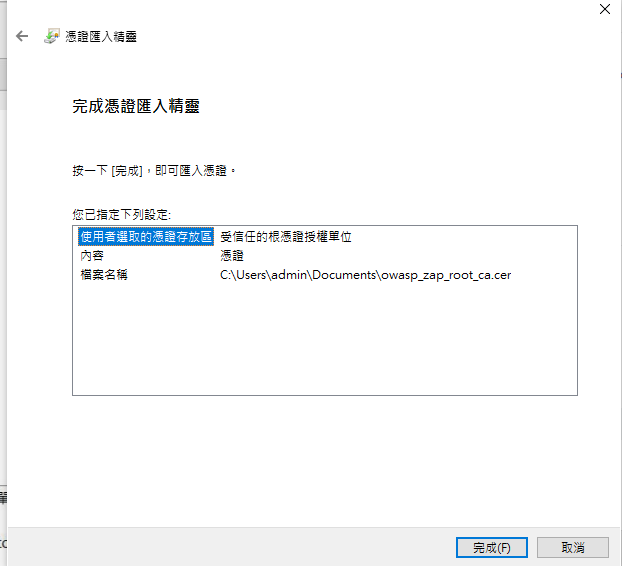 憑證匯入精靈
完成憑證匯入精靈
按一下 [完成]，即可匯入憑證。
您已指定下列設定:
使用者選取的憑證存放區 受信任的根憑證授權單位
內容 憑證
檔案名稱 C:\Users\admin\Documents\owasp_zap_root_ca.cer
完成(F) 取消